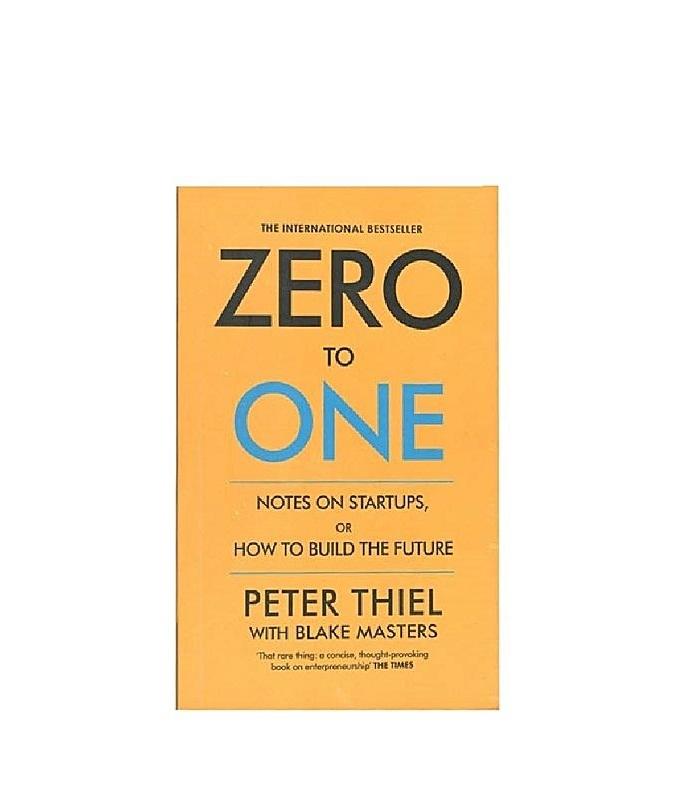 THE INTERNATIONAL BESTSELLER
ZERO
TO
ONE
NOTES ON STARTUPS,
OR
HOW TO BUILD THE FUTURE
PETER THIEL
WITH BLAKE MASTERS
'That rare thing: a concise, thought-provoking
book on enterpreneurship' THE TIMES